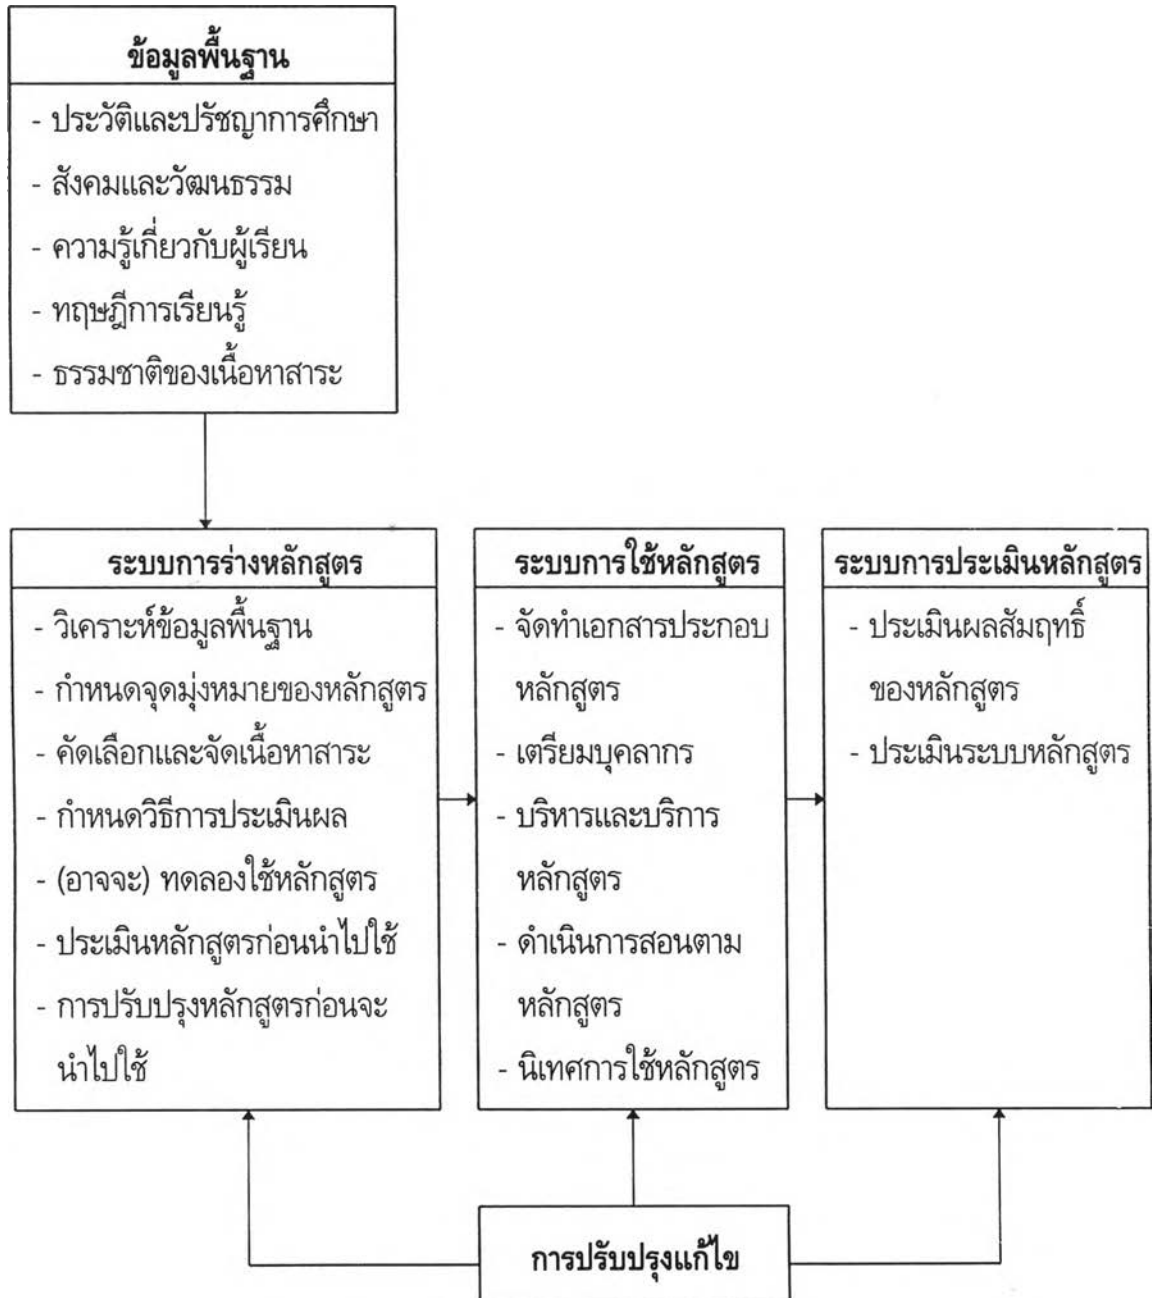 ข้อมูลพื้นฐาน
- ประวัติและปรัชญาการศึกษา
- สังคมและวัฒนธรรม
- ความรู้เกี่ยวกับผู้เรียน
- ทฤษฎีการเรียนรู้
- ธรรมชาติของเนื้อหาสาระ
ระบบการร่างหลักสูตร
- วิเคราะห์ข้อมูลพื้นฐาน
- กำหนดจุดมุ่งหมายของหลักสูตร
- คัดเลือกและจัดเนื้อหาสาระ
- กำหนดวิธีการประเมินผล
- (อาจจะ) ทดลองใช้หลักสูตร
- ประเมินหลักสูตรก่อนนำไปใช้
- การปรับปรุงหลักสูตรก่อนจะ
นำไปใช้
ระบบการใช้หลักสูตร
- จัดทำเอกสารประกอบ
หลักสูตร
- เตรียมบุคลากร
- บริหารและบริการ
หลักสูตร
- ดำเนินการสอนตาม
หลักสูตร
- นิเทศการใช้หลักสูตร
ระบบการประเมินหลักสูตร
- ประเมินผลสัมฤทธิ์
ของหลักสูตร
- ประเมินระบบหลักสูตร
การปรับปรุงแก้ไข